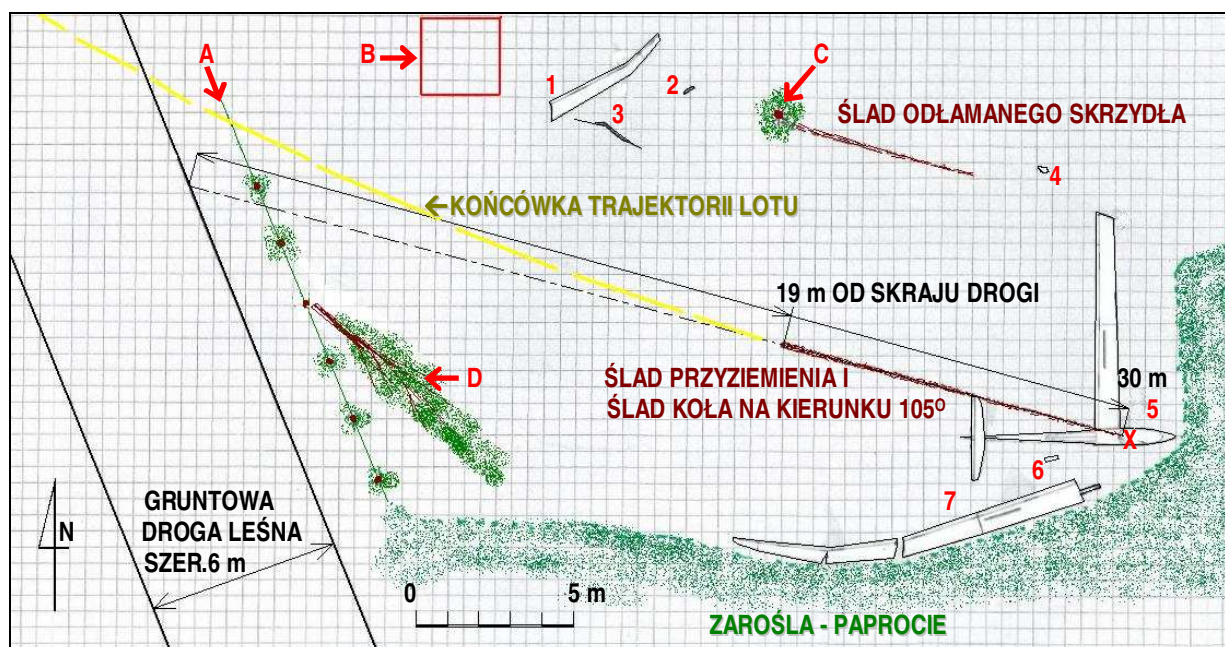 A
B
1
2
3
C
ŚLAD ODŁAMANEGO SKRZYDŁA
4
←KOŃCÓWKA TRAJEKTORII LOTU
19 m OD SKRAJU DROGI
D
ŚLAD PRZYZIEMIENIA I
ŚLAD KOŁA NA KIERUNKU 105⁰
30 m
5
X
6
7
GRUNTOWA
DROGA LEŚNA
SZER.6 m
N
0
5 m
ZAROŚLA - PAPROCIE